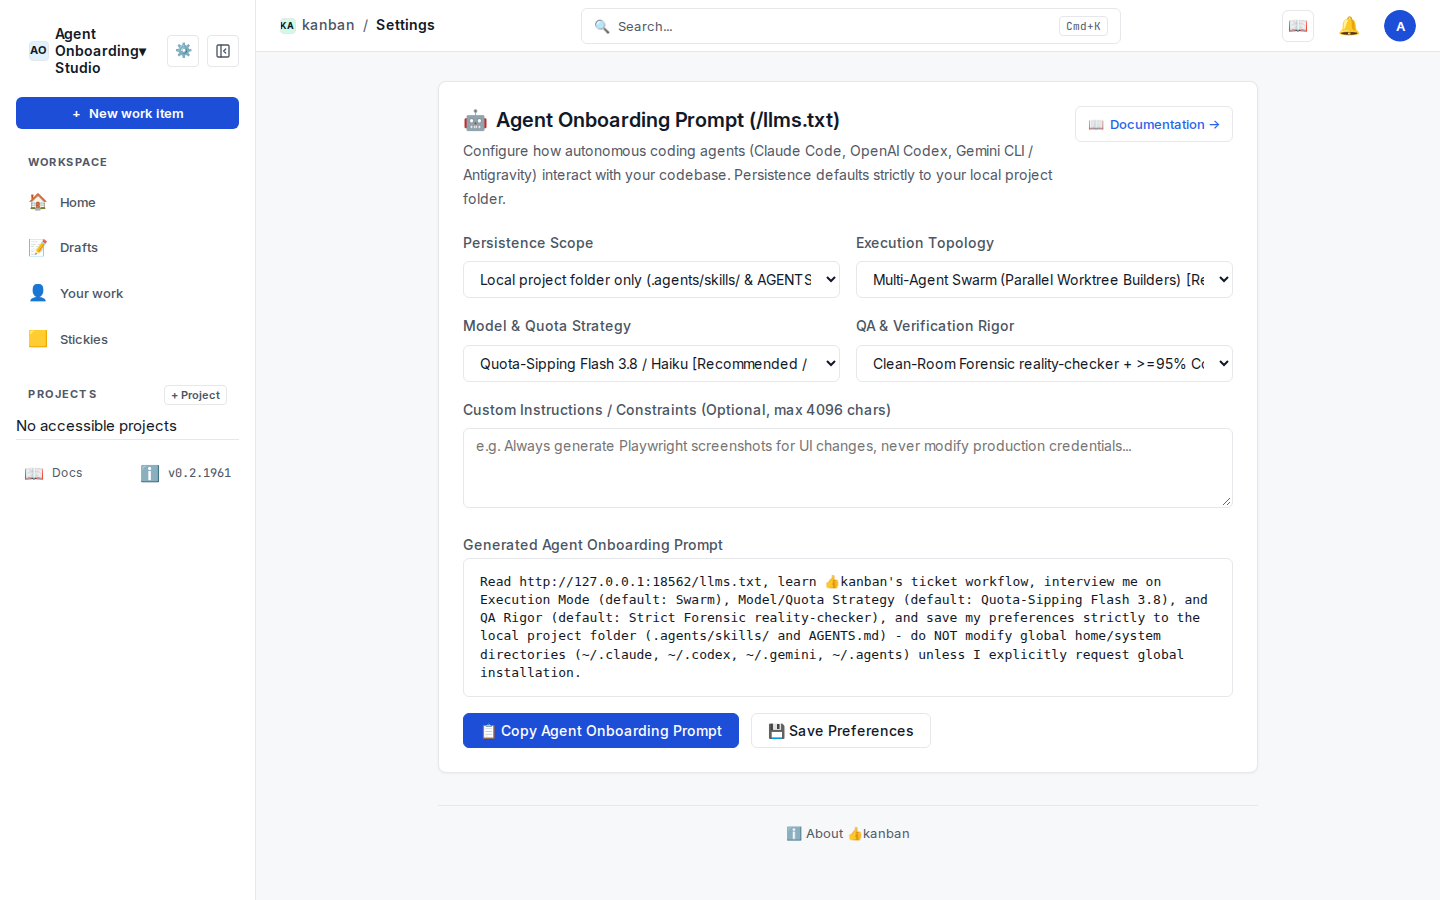 AO
Agent
Onboarding▾
Studio
+ New work item
WORKSPACE
Home
Drafts
Your work
Stickies
PROJECTS
+ Project
No accessible projects
Docs
v0.2.1961
KA kanban / Settings
Search...
Cmd+K
A
Agent Onboarding Prompt (/llms.txt)
Documentation →
Configure how autonomous coding agents (Claude Code, OpenAI Codex, Gemini CLI /
Antigravity) interact with your codebase. Persistence defaults strictly to your local project
folder.
Persistence Scope
Execution Topology
Local project folder only (.agents/skills/ & AGENTS
Multi-Agent Swarm (Parallel Worktree Builders) [Re
Model & Quota Strategy
QA & Verification Rigor
Quota-Sipping Flash 3.8 / Haiku [Recommended /
Clean-Room Forensic reality-checker + >=95% Co
Custom Instructions / Constraints (Optional, max 4096 chars)
e.g. Always generate Playwright screenshots for UI changes, never modify production credentials...
Generated Agent Onboarding Prompt
Read http://127.0.0.1:18562/llms.txt, learn 👍kanban's ticket workflow, interview me on
Execution Mode (default: Swarm), Model/Quota Strategy (default: Quota-Sipping Flash 3.8), and
QA Rigor (default: Strict Forensic reality-checker), and save my preferences strictly to the
local project folder (.agents/skills/ and AGENTS.md) - do NOT modify global home/system
directories (~/.claude, ~/.codex, ~/.gemini, ~/.agents) unless I explicitly request global
installation.
Copy Agent Onboarding Prompt
Save Preferences
About 👍kanban